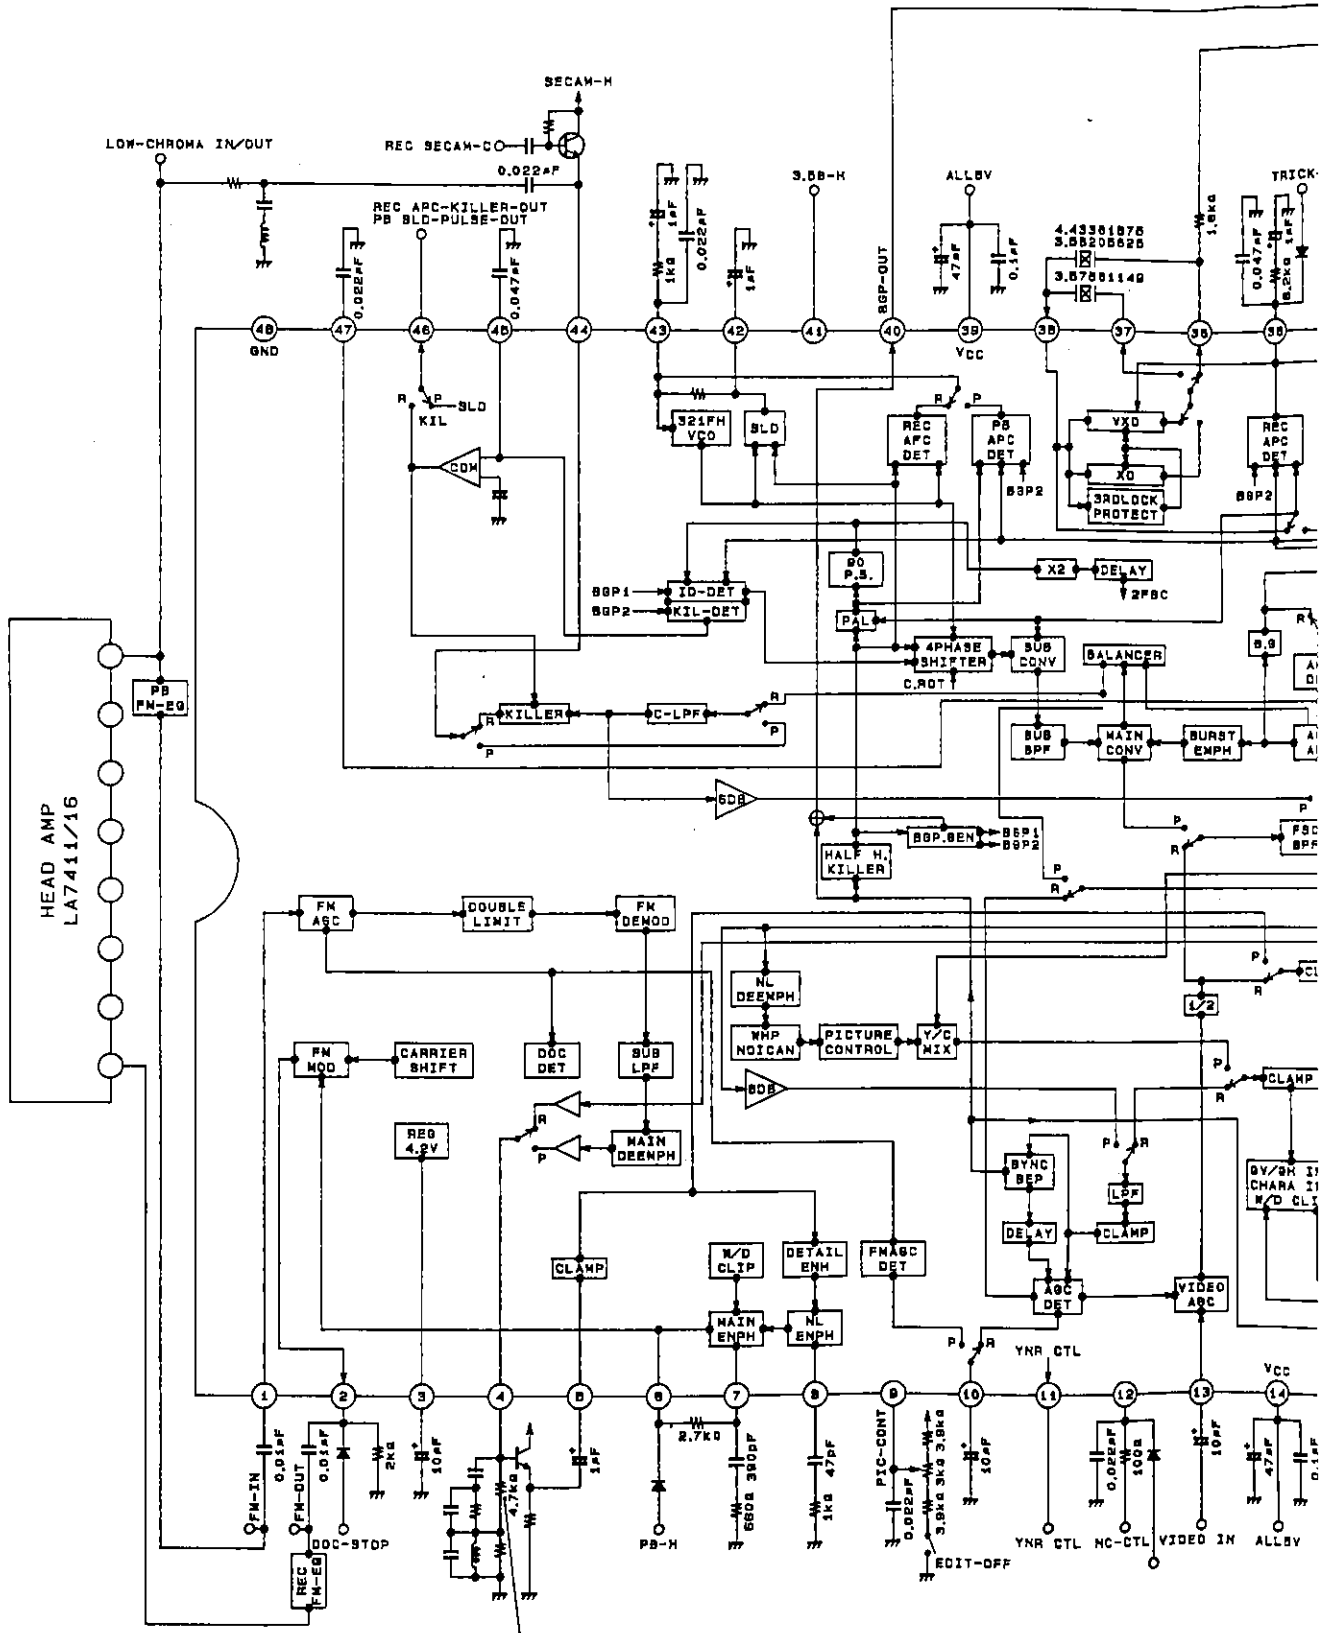 SECAM-H
LOW-CHROMA IN/OUT
REC SECAM-C
0.022µF
REC APC-KILLER-OUT
PB SLD-PULSE-OUT
3.58-H
ALL5V
TRICK-
0.022µF
0.047µF
1µF
1kΩ
0.022µF
1µF
BGP-OUT
47µF
0.1µF
4.43361875
3.58205625
3.57561149
1.8kΩ
0.047µF
8.2kΩ
1µF
48
47
46
45
44
43
42
41
40
39
38
37
36
35
GND
VCC
R
P
SLD
KIL
COM
321FH
VCO
SLD
R
P
REC
AFC
DET
PB
APC
DET
BGP2
VXO
XO
3RDLOCK
PROTECT
REC
APC
DET
BGP2
90
P.S.
X2
DELAY
2FSC
BGP1
BGP2
ID-DET
KIL-DET
PAL
4PHASE
SHIFTER
C.ROT
SUB
CONV
BALANCER
R
PB
FM-EQ
R
P
KILLER
C-LPF
R
P
SUB
BPF
MAIN
CONV
BURST
EMPH
6DB
P
P
R
BGP.GEN
BGP1
BGP2
HALF H.
KILLER
P
R
HEAD AMP
LA7411/16
FM
AGC
DOUBLE
LIMIT
FM
DEMOD
P
R
NL
DEEMPH
1/2
WHP
NOICAN
PICTURE
CONTROL
Y/C
MIX
FM
MOD
CARRIER
SHIFT
DOC
DET
SUB
LPF
P
R
CLAMP
6DB
REG
4.2V
R
P
MAIN
DEEMPH
P
R
SYNC
SEP
LPF
DELAY
CLAMP
CLAMP
W/D
CLIP
DETAIL
ENH
FMAGC
DET
AGC
DET
VIDEO
AGC
MAIN
ENPH
NL
ENPH
P
R
YNR CTL
VCC
1
2
3
4
5
6
7
8
9
10
11
12
13
14
0.01µF
FM-IN
0.01µF
FM-OUT
2kΩ
DOC-STOP
10µF
4.7kΩ
1µF
2.7kΩ
PB-H
390pF
680Ω
47pF
1kΩ
PIC-CONT
0.022µF
3.9kΩ 3kΩ 3.9kΩ
EDIT-OFF
10µF
YNR CTL
0.022µF
100Ω
NC-CTL
10µF
VIDEO IN
47µF
0.1µF
ALL5V
REC
FM-EQ